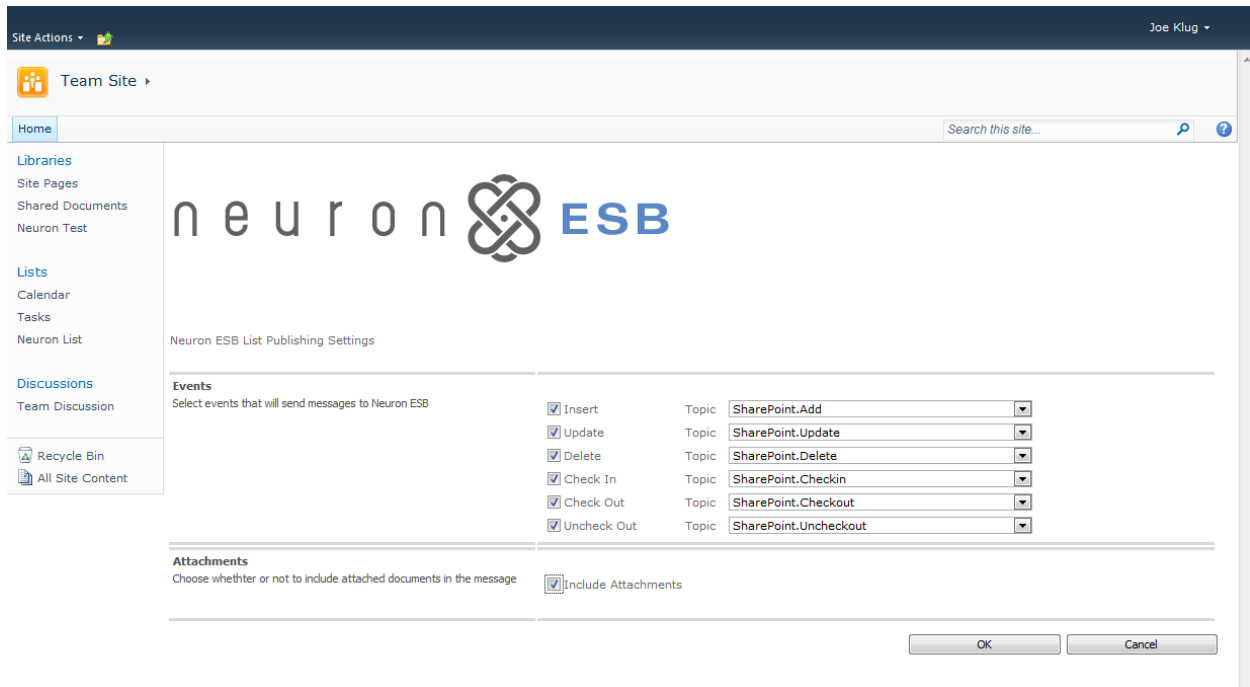 Joe Klug
Site Actions
Team Site
Home
Search this site...
Libraries
Site Pages
Shared Documents
Neuron Test
Lists
Calendar
Tasks
Neuron List
Discussions
Team Discussion
Recycle Bin
All Site Content
neuron ESB
Neuron ESB List Publishing Settings
Events
Select events that will send messages to Neuron ESB
Insert Topic SharePoint.Add
Update Topic SharePoint.Update
Delete Topic SharePoint.Delete
Check In Topic SharePoint.Checkin
Check Out Topic SharePoint.Checkout
Uncheck Out Topic SharePoint.Uncheckout
Attachments
Choose whethter or not to include attached documents in the message
Include Attachments
OK Cancel